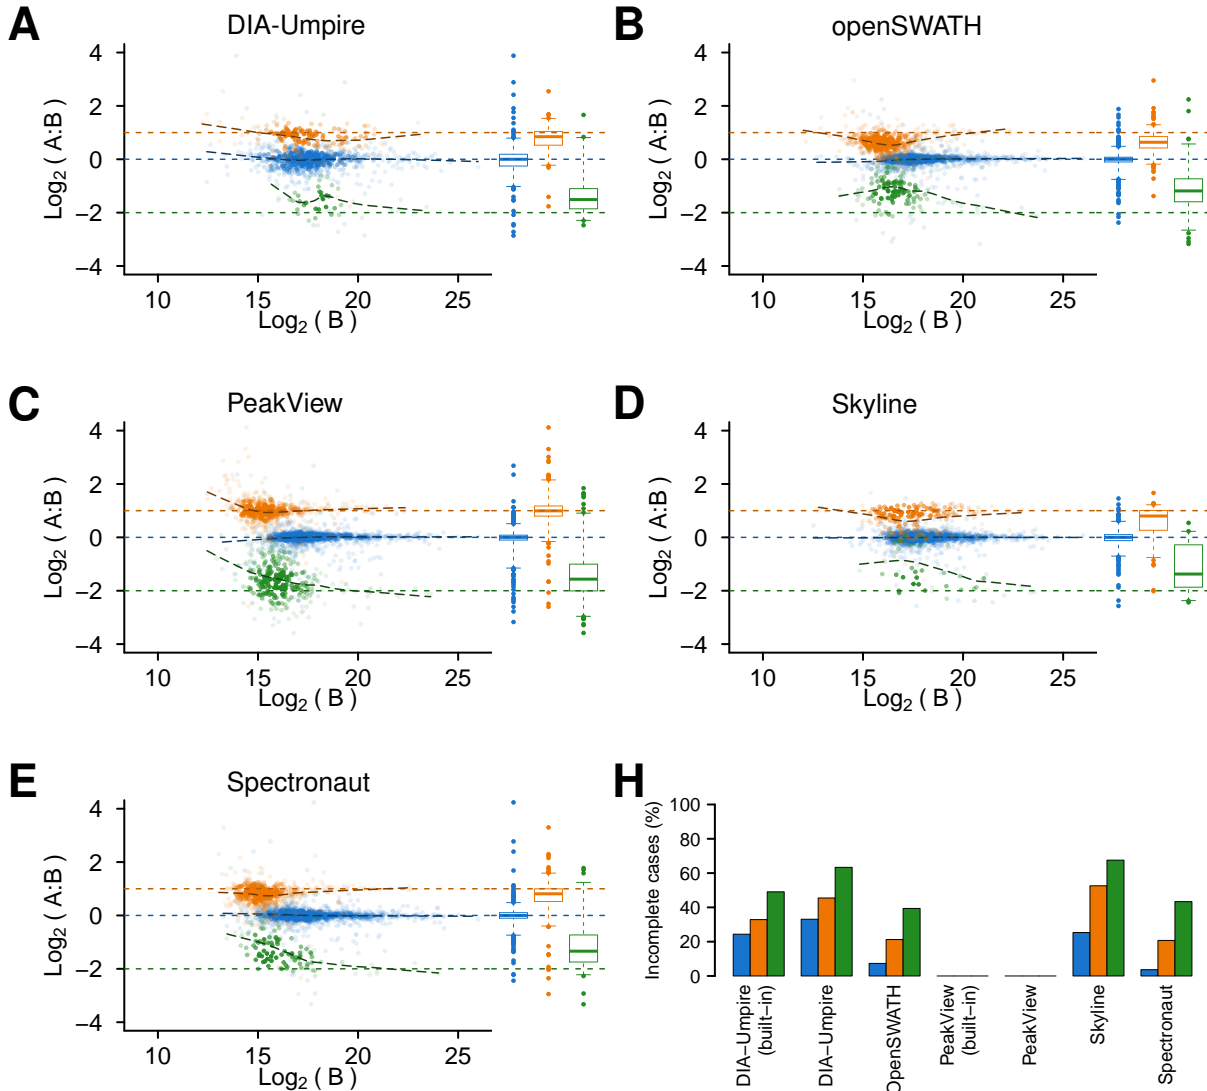 A
DIA-Umpire
4
2
0
−2
−4
Log2 ( A:B )
10
15
20
25
Log2 ( B )
B
openSWATH
4
2
0
−2
−4
Log2 ( A:B )
10
15
20
25
Log2 ( B )
C
PeakView
4
2
0
−2
−4
Log2 ( A:B )
10
15
20
25
Log2 ( B )
D
Skyline
4
2
0
−2
−4
Log2 ( A:B )
10
15
20
25
Log2 ( B )
E
Spectronaut
4
2
0
−2
−4
Log2 ( A:B )
10
15
20
25
Log2 ( B )
H
100
80
60
40
20
0
Incomplete cases (%)
DIA−Umpire
(built−in)
DIA−Umpire
OpenSWATH
PeakView
(built−in)
PeakView
Skyline
Spectronaut